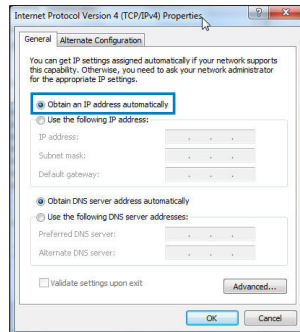 Internet Protocol Version 4 (TCP/IPv4) Properties
General
Alternate Configuration
You can get IP settings assigned automatically if your network supports
this capability. Otherwise, you need to ask your network administrator
for the appropriate IP settings.
Obtain an IP address automatically
Use the following IP address:
IP address:
Subnet mask:
Default gateway:
Obtain DNS server address automatically
Use the following DNS server addresses:
Preferred DNS server:
Alternate DNS server:
Validate settings upon exit
Advanced...
OK
Cancel